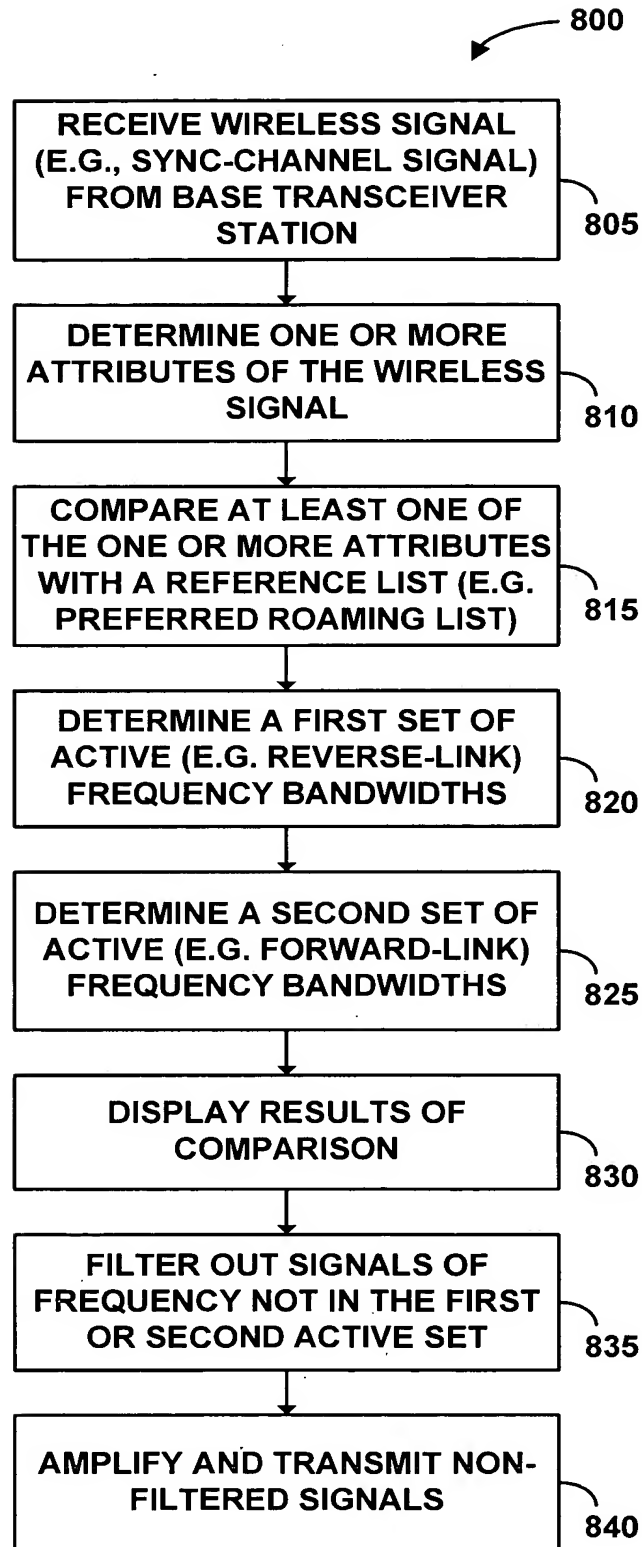 800
RECEIVE WIRELESS SIGNAL
(E.G., SYNC-CHANNEL SIGNAL)
FROM BASE TRANSCEIVER
STATION
805
DETERMINE ONE OR MORE
ATTRIBUTES OF THE WIRELESS
SIGNAL
810
COMPARE AT LEAST ONE OF
THE ONE OR MORE ATTRIBUTES
WITH A REFERENCE LIST (E.G.
PREFERRED ROAMING LIST)
815
DETERMINE A FIRST SET OF
ACTIVE (E.G. REVERSE-LINK)
FREQUENCY BANDWIDTHS
820
DETERMINE A SECOND SET OF
ACTIVE (E.G. FORWARD-LINK)
FREQUENCY BANDWIDTHS
825
DISPLAY RESULTS OF
COMPARISON
830
FILTER OUT SIGNALS OF
FREQUENCY NOT IN THE FIRST
OR SECOND ACTIVE SET
835
AMPLIFY AND TRANSMIT NON-
FILTERED SIGNALS
840